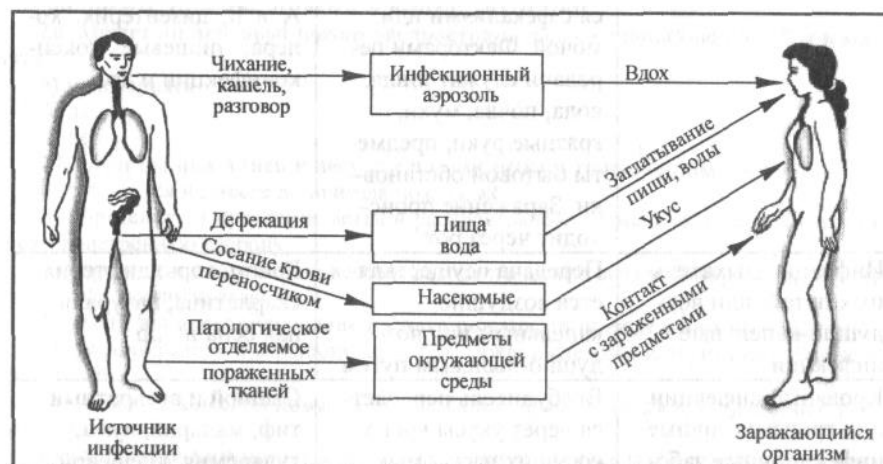 Чихание,
кашель,
разговор
Инфекционный
аэрозоль
Вдох
Заглатывание
пищи, воды
Дефекация
Пища
вода
Укус
Сосание крови
переносчиком
Насекомые
Контакт
с зараженными
предметами
Патологическое
отделяемое
пораженных
тканей
Предметы
окружающей
среды
Источник
инфекции
Заражающийся
организм